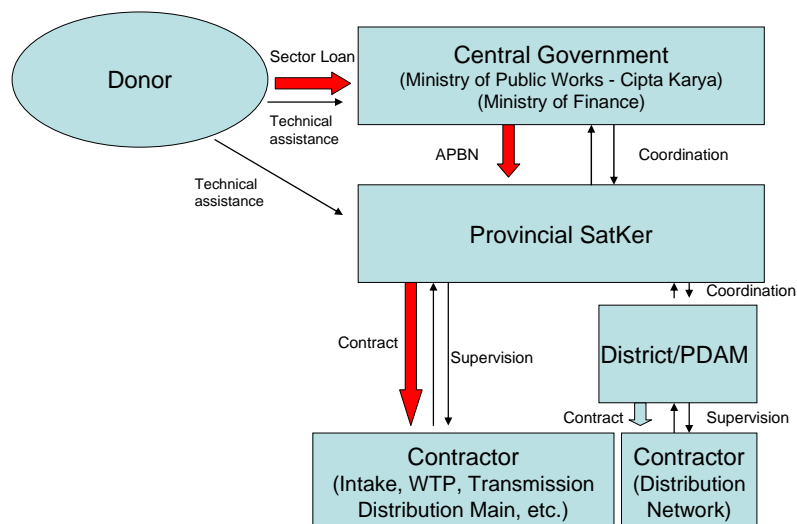 Donor
Sector Loan
Technical
assistance
Central Government
(Ministry of Public Works - Cipta Karya)
(Ministry of Finance)
Technical
assistance
APBN
Coordination
Provincial SatKer
Coordination
Contract
Supervision
District/PDAM
Contract
Supervision
Contractor
(Intake, WTP, Transmission
Distribution Main, etc.)
Contractor
(Distribution
Network)